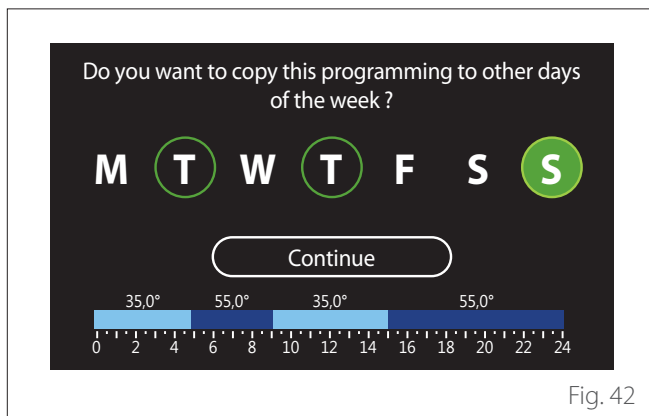 Do you want to copy this programming to other days
of the week ?
M T W T F S S
Continue
35,0° 55,0° 35,0° 55,0°
0 2 4 6 8 10 12 14 16 18 20 22 24
Fig. 42